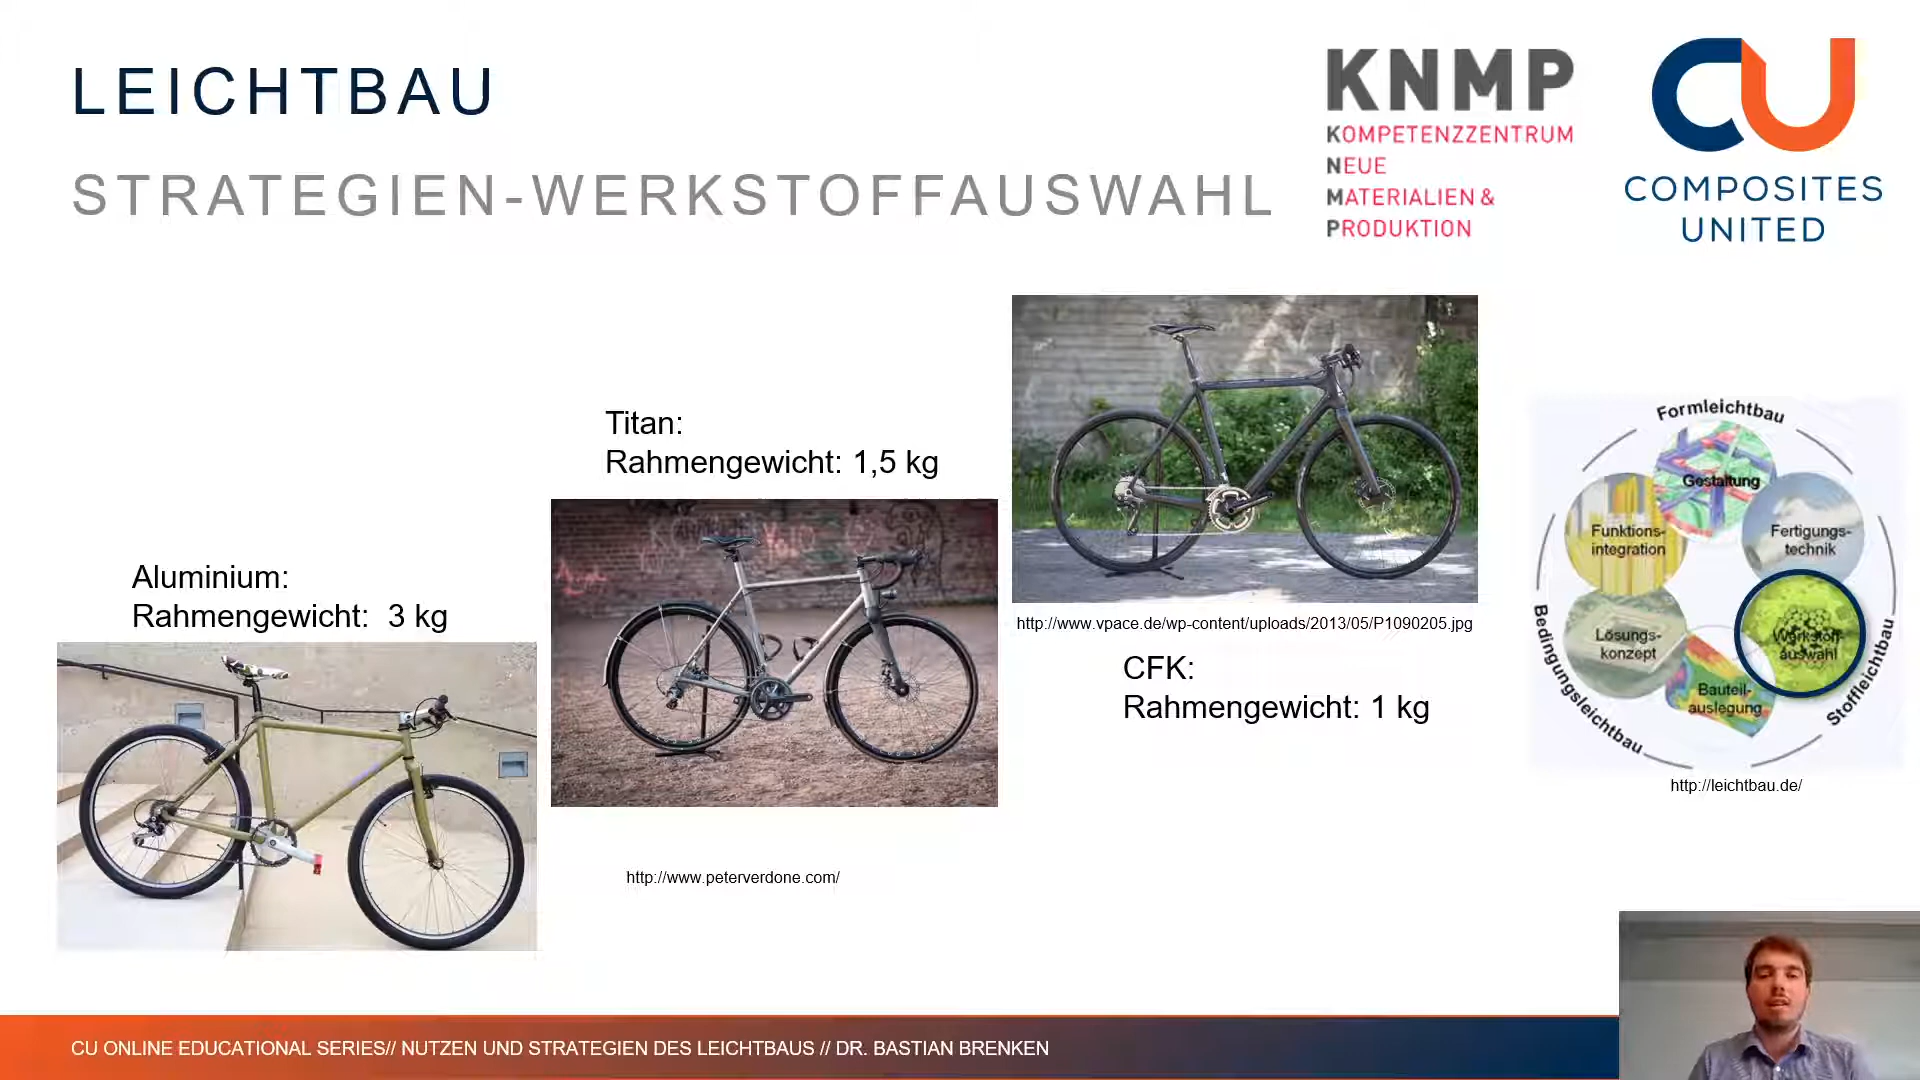 LEICHTBAU
STRATEGIEN-WERKSTOFFAUSWAHL
KNMP
KOMPETENZZENTRUM
NEUE
MATERIALIEN &
PRODUKTION
CU
COMPOSITES
UNITED
Aluminium:
Rahmengewicht: 3 kg
Titan:
Rahmengewicht: 1,5 kg
http://www.peterverdone.com/
http://www.vpace.de/wp-content/uploads/2013/05/P1090205.jpg
CFK:
Rahmengewicht: 1 kg
Formleichtbau
Gestaltung
Funktions-
integration
Fertigungs-
technik
Lösungs-
konzept
Werkstoff-
auswahl
Bauteil-
auslegung
Bedingungsleichtbau
Stoffleichtbau
http://leichtbau.de/
CU ONLINE EDUCATIONAL SERIES// NUTZEN UND STRATEGIEN DES LEICHTBAUS // DR. BASTIAN BRENKEN